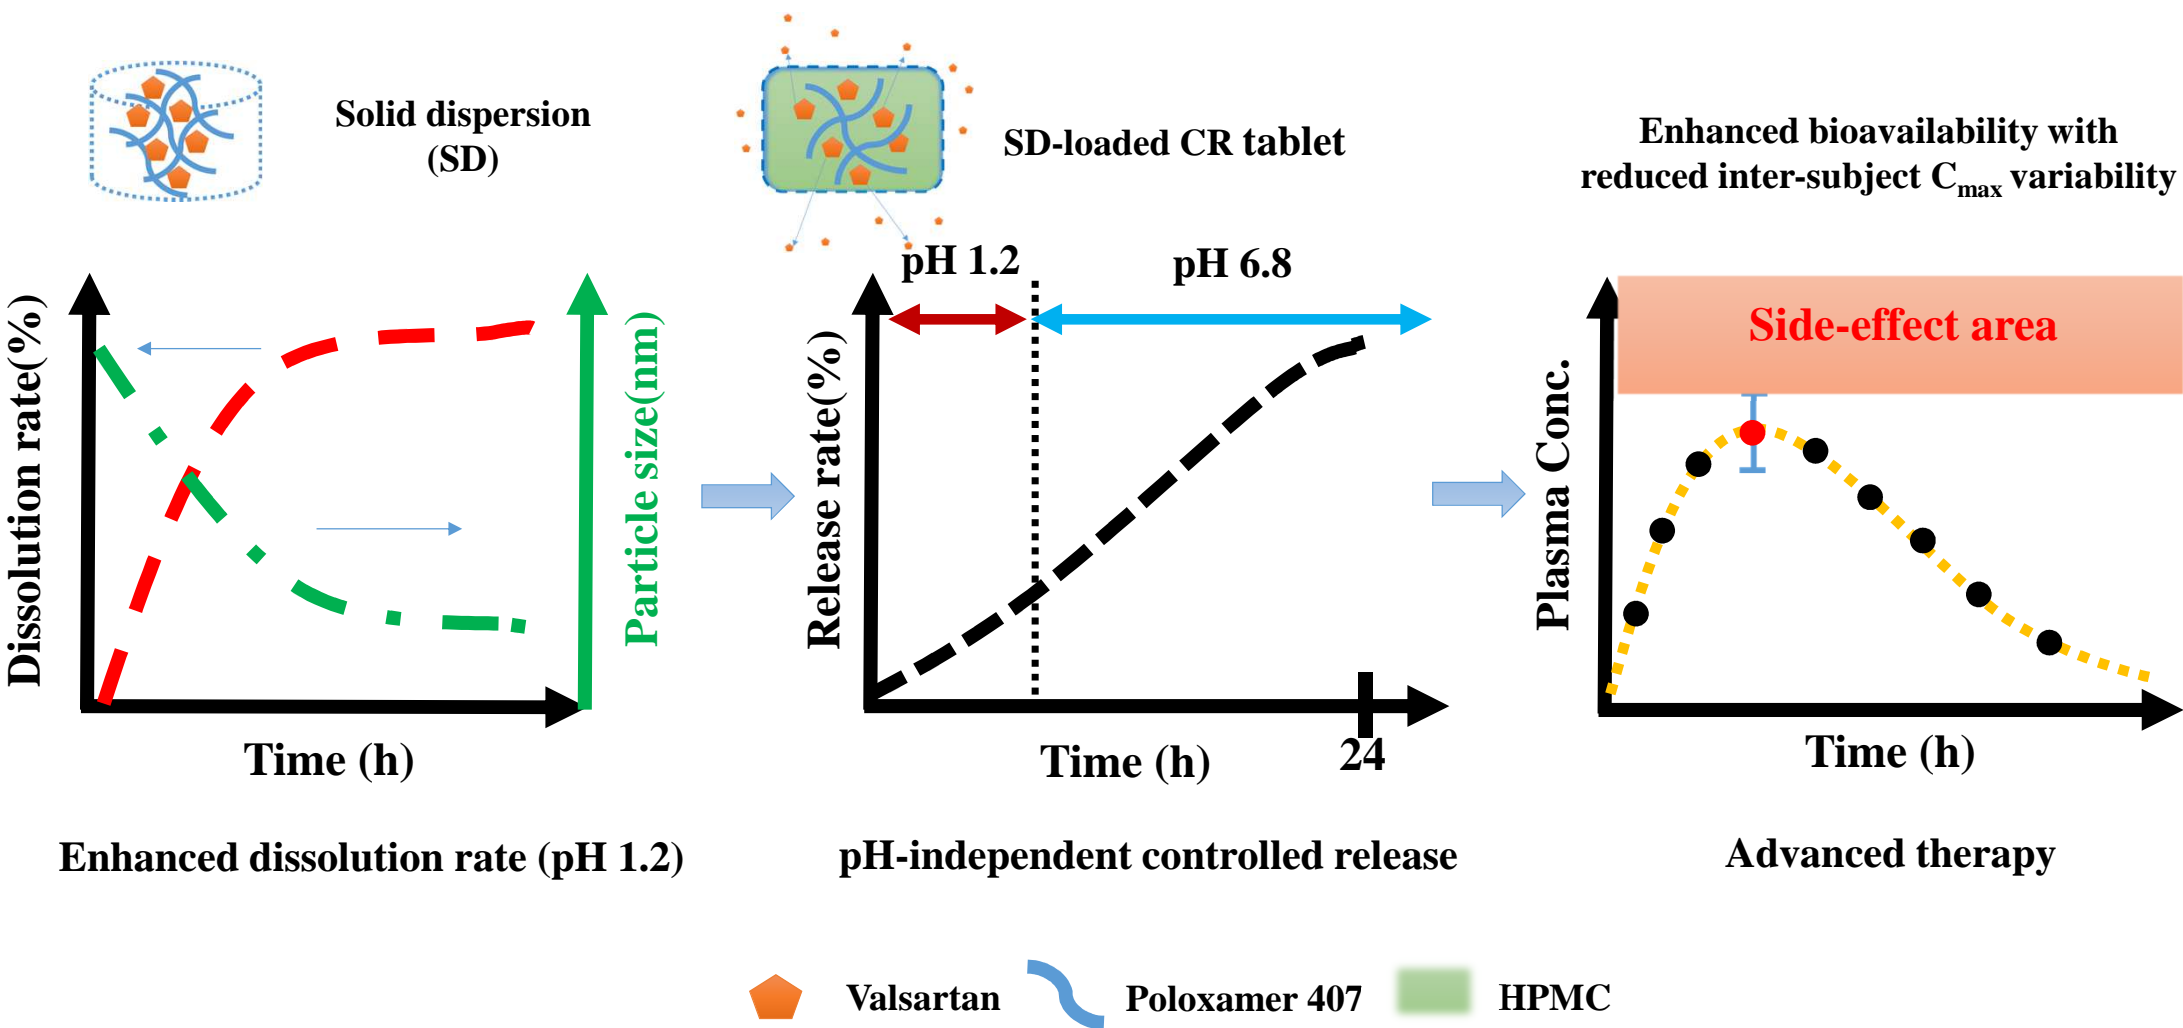 Solid dispersion
(SD)
SD-loaded CR tablet
Enhanced bioavailability with
reduced inter-subject Cmax variability
Dissolution rate(%)
Particle size(nm)
Time (h)
Enhanced dissolution rate (pH 1.2)
pH 1.2
pH 6.8
Release rate(%)
24
Time (h)
pH-independent controlled release
Side-effect area
Plasma Conc.
Time (h)
Advanced therapy
Valsartan
Poloxamer 407
HPMC